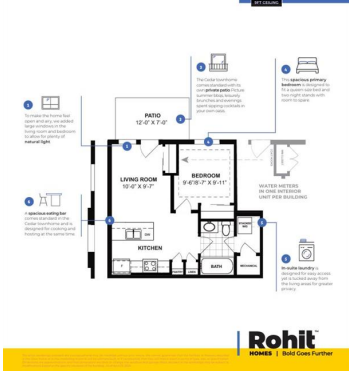 9FT CEILING
3
The Cedar townhome
comes standard with its
own private patio. Picture
summer bbqs, leisurely
brunches and evenings
spent sipping cocktails in
your own oasis.
4
This spacious primary
bedroom is designed to
fit a queen size bed and
two night stands with
room to spare.
To make the home feel
open and airy, we added
large windows in the
living room and bedroom
to allow for plenty of
natural light.
PATIO
12'-0" X 7'-0"
3
4
LIVING ROOM
10'-0" X 9'-7"
BEDROOM
9'-6"/8'-7" X 9'-11"
WATER METERS
IN ONE INTERIOR
UNIT PER BUILDING
A spacious eating bar
comes standard in the
Cedar townhome and is
designed for cooking and
hosting at the same time.
KITCHEN
BATH
MECHANICAL
In-suite laundry is
designed for easy access
yet is tucked away from
the living areas for greater
privacy.
Rohit
HOMES | Bold Goes Further